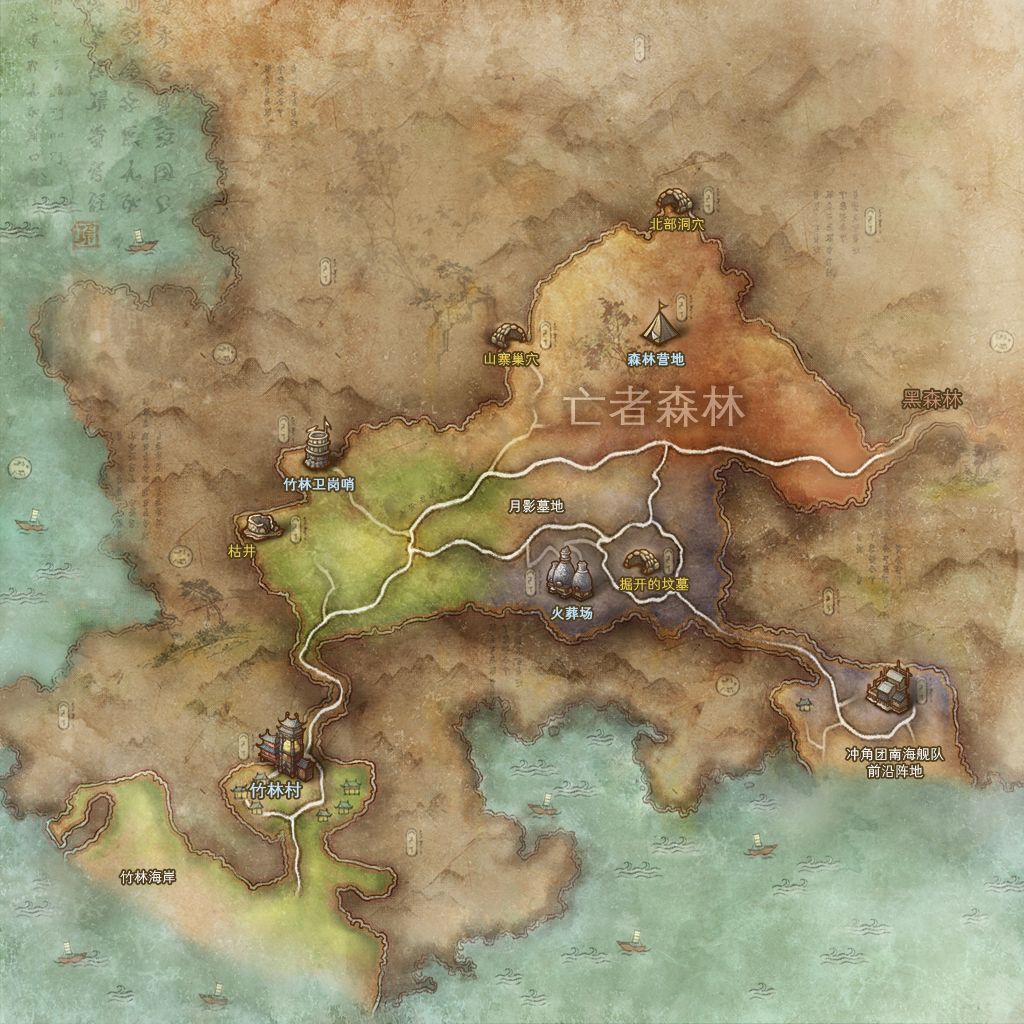 北部洞穴
山寨巢穴
森林营地
亡者森林
黑森林
竹林卫岗哨
月影墓地
枯井
掘开的坟墓
火葬场
冲角团南海舰队
前沿阵地
竹林村
竹林海岸